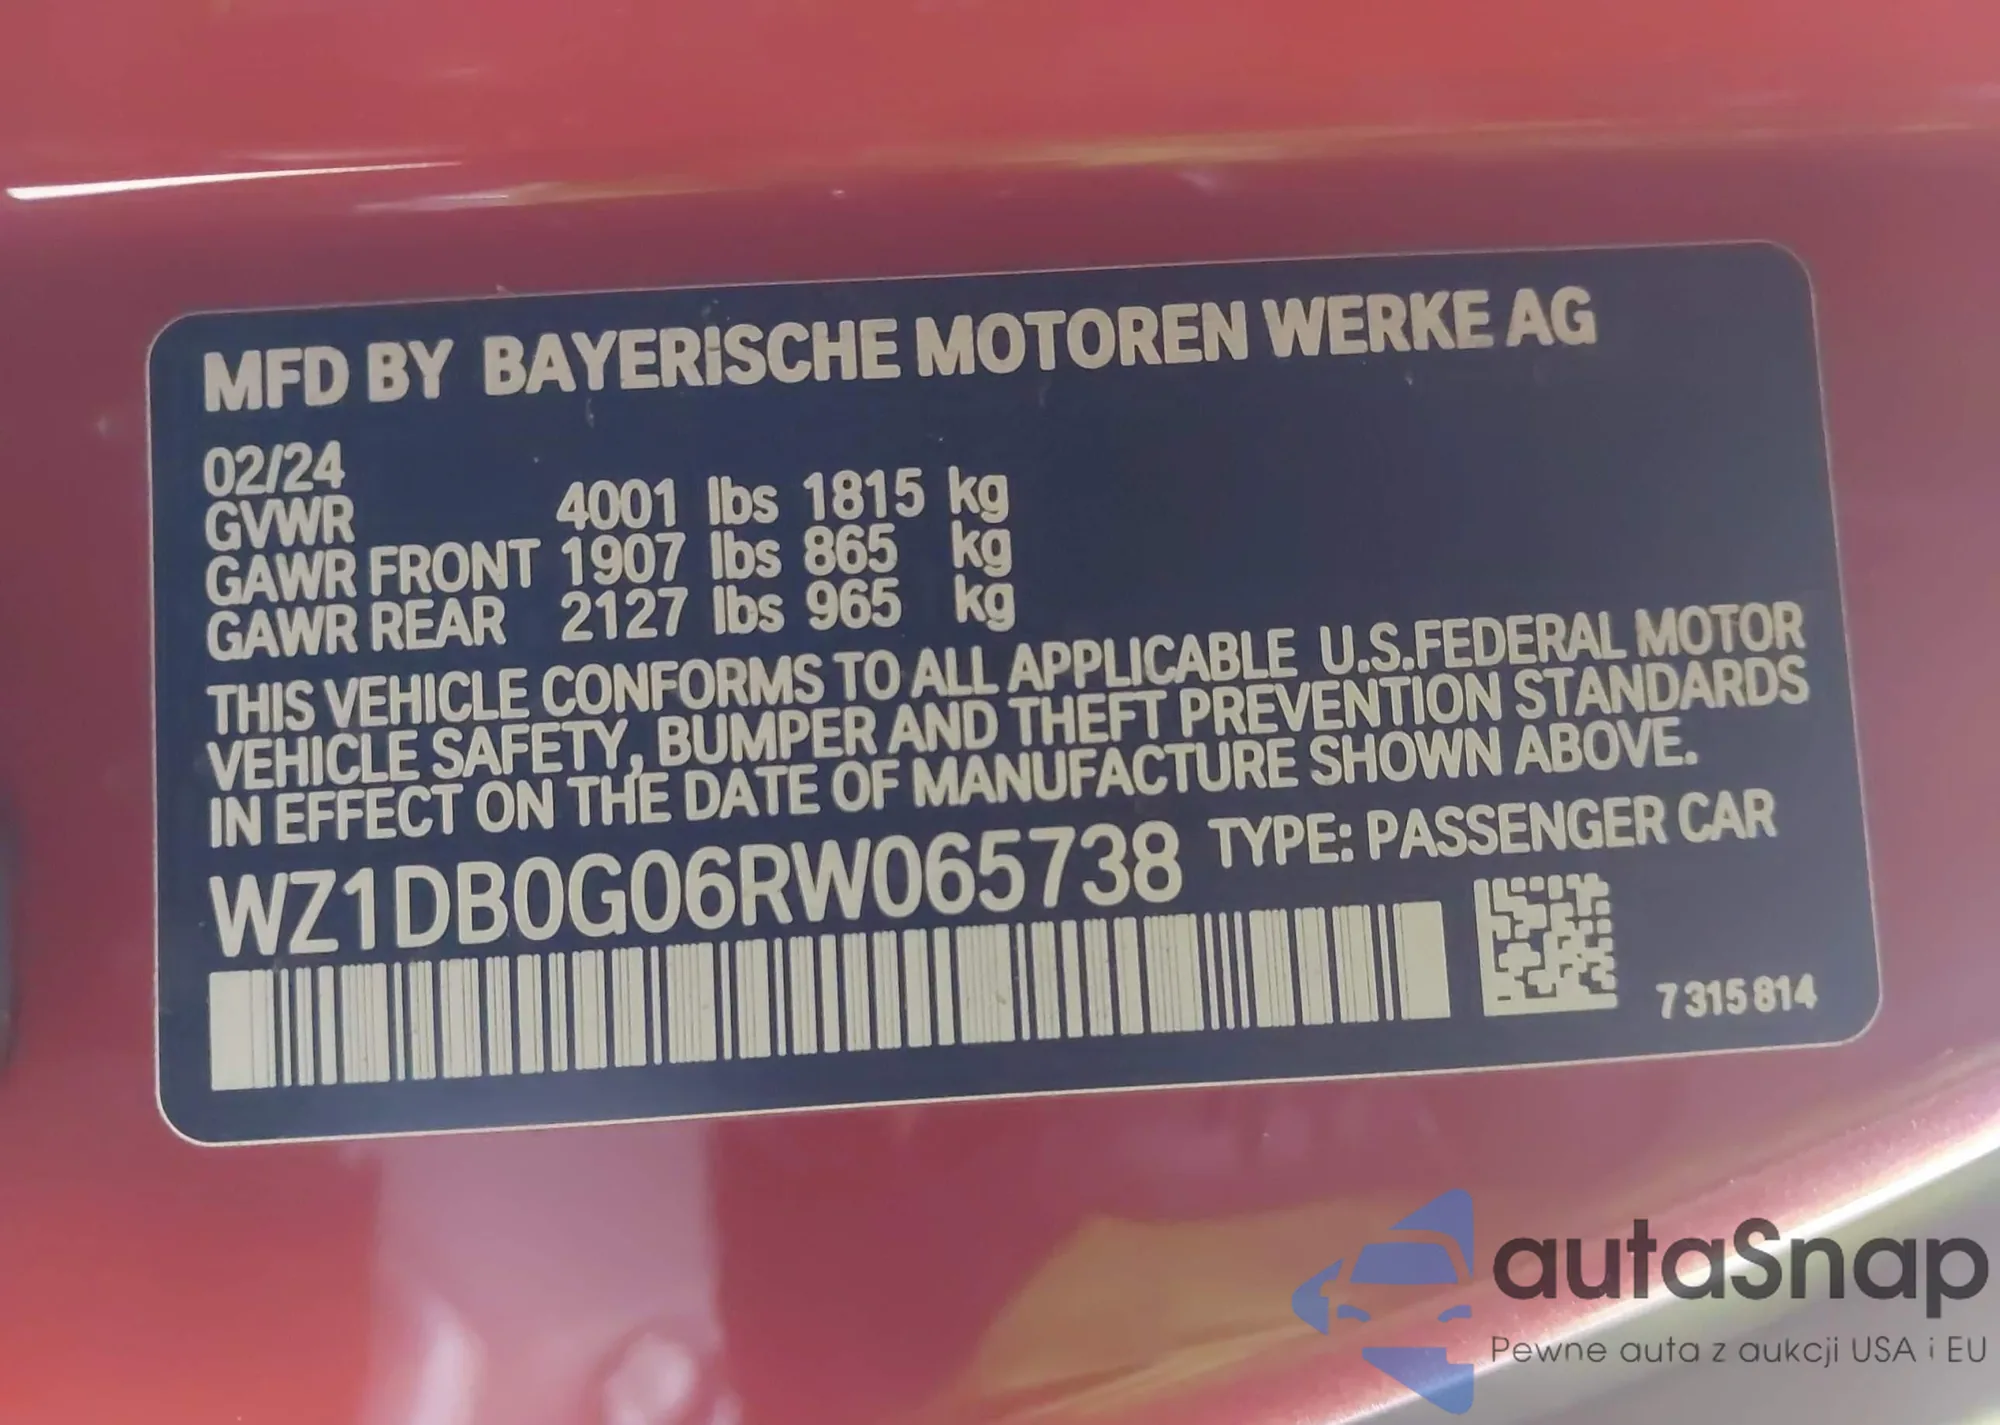 MFD BY BAYERISCHE MOTOREN WERKE AG
02/24
GVWR 4001 lbs 1815 kg
GAWR FRONT 1907 lbs 865 kg
GAWR REAR 2127 lbs 965 kg
THIS VEHICLE CONFORMS TO ALL APPLICABLE U.S.FEDERAL MOTOR
VEHICLE SAFETY, BUMPER AND THEFT PREVENTION STANDARDS
IN EFFECT ON THE DATE OF MANUFACTURE SHOWN ABOVE.
WZ1DB0G06RW065738 TYPE: PASSENGER CAR
7 315 814
autaSnap
Pewne auta z aukcji USA i EU